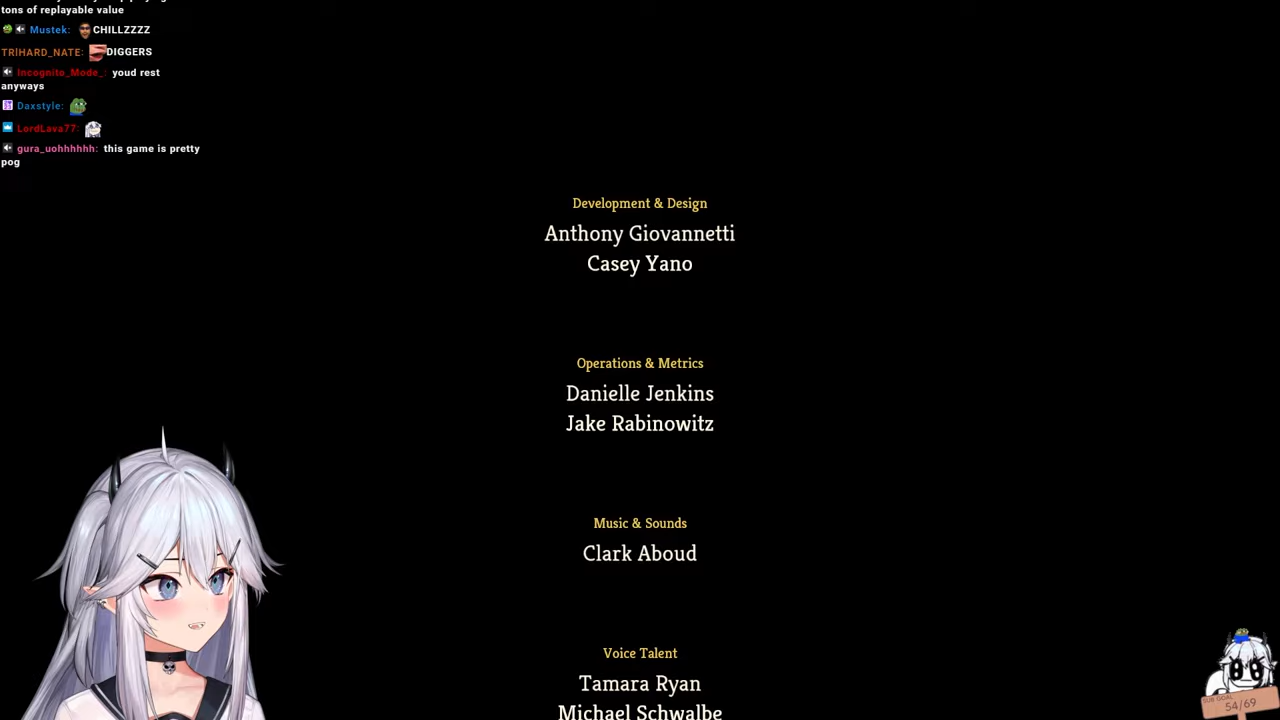 tons of replayable value
Mustek: CHILLZZZZ
TRIHARD_NATE: DIGGERS
Incognito_Mode_: youd rest
anyways
Daxstyle:
LordLava77:
gura_uohhhhhh: this game is pretty
pog
Development & Design
Anthony Giovannetti
Casey Yano
Operations & Metrics
Danielle Jenkins
Jake Rabinowitz
Music & Sounds
Clark Aboud
Voice Talent
Tamara Ryan
Michael Schwalbe
SUB GOAL
54/69